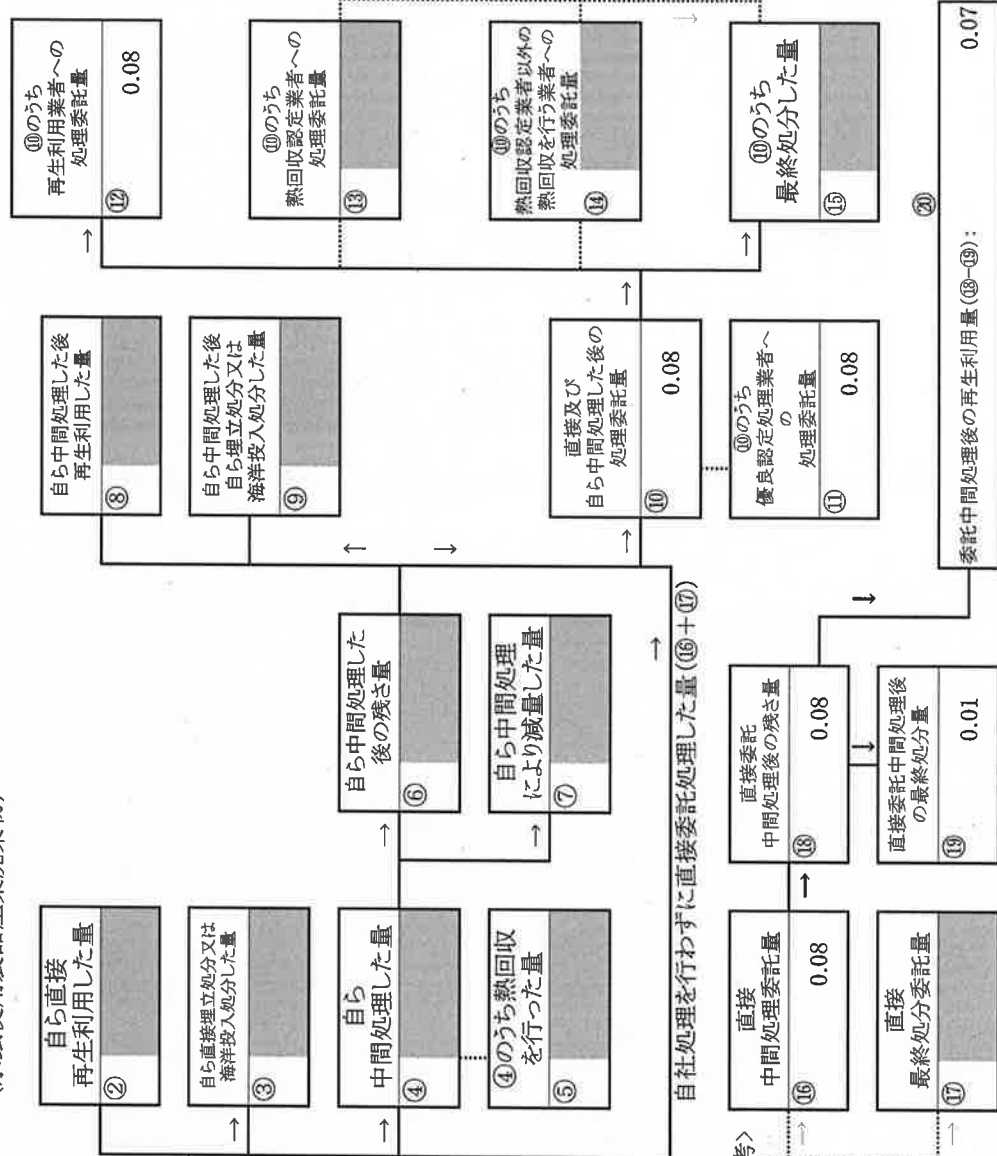 自ら直接
再生利用した量
②
自ら直接埋立処分又は
海洋投入処分した量
③
自ら
中間処理した量
④
④のうち熱回収
を行った量
⑤
自ら中間処理した
後の残さ量
⑥
自ら中間処理
により減量した量
⑦
自ら中間処理した後
再生利用した量
⑧
自ら中間処理した後
自ら埋立処分又は
海洋投入処分した量
⑨
直接及び
自ら中間処理した後の
処理委託量
⑩ 0.08
⑩のうち
優良認定処理業者へ
の
処理委託量
⑪ 0.08
⑩のうち
再生利用業者への
処理委託量
⑫ 0.08
⑩のうち
熱回収認定業者への
処理委託量
⑬
⑩のうち
熱回収認定業者以外の
熱回収を行う業者への
処理委託量
⑭
⑩のうち
最終処分した量
⑮
自社処理を行わずに直接委託処理した量(⑯+⑰)
直接
中間処理委託量
⑯ 0.08
直接
最終処分委託量
⑰
直接委託
中間処理後の残さ量
⑱ 0.08
直接委託中間処理後
の最終処分量
⑲ 0.01
⑳
委託中間処理後の再生利用量(⑱-⑲): 0.07